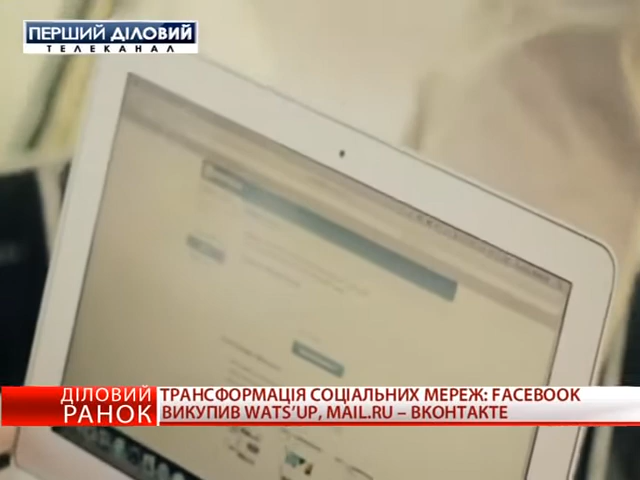 ПЕРШИЙ ДІЛОВИЙ
ТЕЛЕКАНАЛ
ДІЛОВИЙ
РАНОК
ТРАНСФОРМАЦІЯ СОЦІАЛЬНИХ МЕРЕЖ: FACEBOOK
ВИКУПИВ WATS’UP, MAIL.RU – ВКОНТАКТЕ